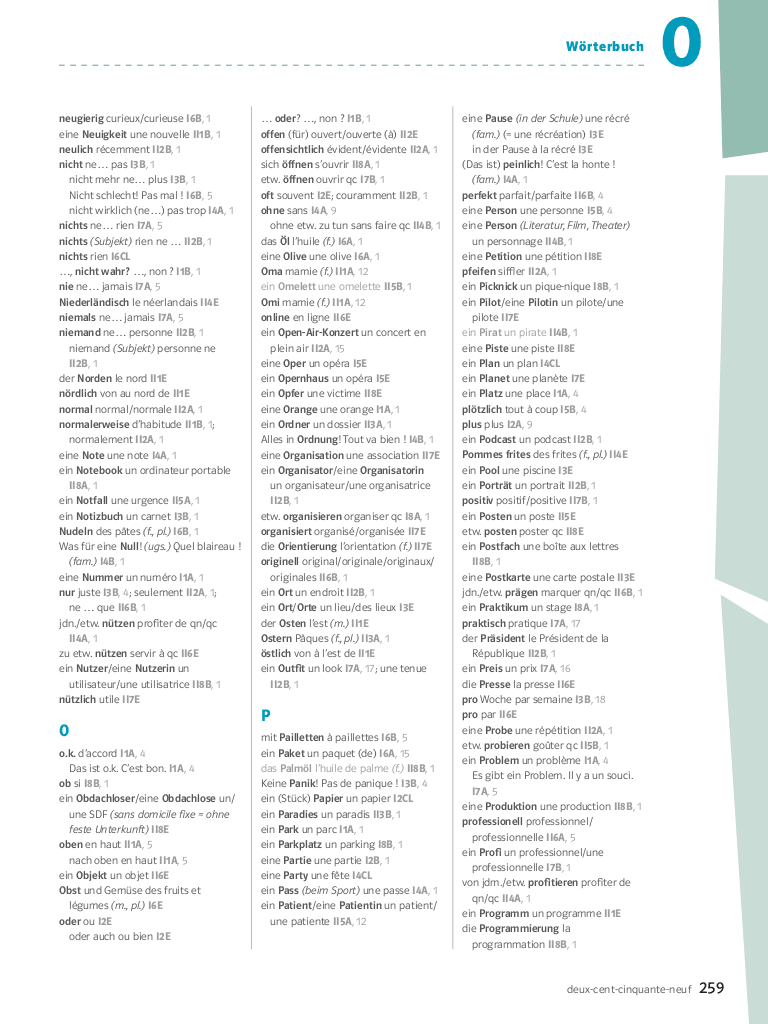 Wörterbuch
O
neugierig curieux/curieuse I6B, 1
eine Neuigkeit une nouvelle II1B, 1
neulich récemment II2B, 1
nicht ne… pas I3B, 1
nicht mehr ne… plus I3B, 1
Nicht schlecht! Pas mal ! I6B, 5
nicht wirklich (ne…) pas trop I4A, 1
nichts ne… rien I7A, 5
nichts (Subjekt) rien ne … II2B, 1
nichts rien I6CL
…, nicht wahr? …, non ? I1B, 1
nie ne… jamais I7A, 5
Niederländisch le néerlandais II4E
niemals ne… jamais I7A, 5
niemand ne… personne II2B, 1
niemand (Subjekt) personne ne
II2B, 1
der Norden le nord II1E
nördlich von au nord de II1E
normal normal/normale II2A, 1
normalerweise d'habitude II1B, 1;
normalement II2A, 1
eine Note une note I4A, 1
ein Notebook un ordinateur portable
II8A, 1
ein Notfall une urgence II5A, 1
ein Notizbuch un carnet I3B, 1
Nudeln des pâtes (f., pl.) I6B, 1
Was für eine Null! (ugs.) Quel blaireau !
(fam.) I4B, 1
eine Nummer un numéro I1A, 1
nur juste I3B, 4; seulement II2A, 1;
ne … que II6B, 1
jdn./etw. nützen profiter de qn/qc
II4A, 1
zu etw. nützen servir à qc II6E
ein Nutzer/eine Nutzerin un
utilisateur/une utilisatrice II8B, 1
nützlich utile II7E
O
o.k. d'accord I1A, 4
Das ist o.k. C'est bon. I1A, 4
ob si I8B, 1
ein Obdachloser/eine Obdachlose un/
une SDF (sans domicile fixe = ohne
feste Unterkunft) II8E
oben en haut II1A, 5
nach oben en haut II1A, 5
ein Objekt un objet II6E
Obst und Gemüse des fruits et
légumes (m., pl.) I6E
oder ou I2E
oder auch ou bien I2E
… oder? …, non ? I1B, 1
offen (für) ouvert/ouverte (à) II2E
offensichtlich évident/évidente II2A, 1
sich öffnen s'ouvrir II8A, 1
etw. öffnen ouvrir qc I7B, 1
oft souvent I2E; couramment II2B, 1
ohne sans I4A, 9
ohne etw. zu tun sans faire qc II4B, 1
das Öl l'huile (f.) I6A, 1
eine Olive une olive I6A, 1
Oma mamie (f.) II1A, 12
ein Omelett une omelette II5B, 1
Omi mamie (f.) II1A, 12
online en ligne II6E
ein Open-Air-Konzert un concert en
plein air II2A, 15
eine Oper un opéra I5E
ein Opernhaus un opéra I5E
ein Opfer une victime II8E
eine Orange une orange I1A, 1
ein Ordner un dossier II3A, 1
Alles in Ordnung! Tout va bien ! I4B, 1
eine Organisation une association II7E
ein Organisator/eine Organisatorin
un organisateur/une organisatrice
II2B, 1
etw. organisieren organiser qc I8A, 1
organisiert organisé/organisée II7E
die Orientierung l'orientation (f.) II7E
originell original/originale/originaux/
originales II6B, 1
ein Ort un endroit II2B, 1
ein Ort/Orte un lieu/des lieux I3E
der Osten l'est (m.) II1E
Ostern Pâques (f., pl.) II3A, 1
östlich von à l'est de II1E
ein Outfit un look I7A, 17; une tenue
II2B, 1
P
mit Pailletten à paillettes I6B, 5
ein Paket un paquet (de) I6A, 15
das Palmöl l'huile de palme (f.) II8B, 1
Keine Panik! Pas de panique ! I3B, 4
ein (Stück) Papier un papier I2CL
ein Paradies un paradis II3B, 1
ein Park un parc I1A, 1
ein Parkplatz un parking I8B, 1
eine Partie une partie I2B, 1
eine Party une fête I4CL
ein Pass (beim Sport) une passe I4A, 1
ein Patient/eine Patientin un patient/
une patiente II5A, 12
eine Pause (in der Schule) une récré
(fam.) (= une récréation) I3E
in der Pause à la récré I3E
(Das ist) peinlich! C'est la honte !
(fam.) I4A, 1
perfekt parfait/parfaite II6B, 4
eine Person une personne I5B, 4
eine Person (Literatur, Film, Theater)
un personnage II4B, 1
eine Petition une pétition II8E
pfeifen siffler II2A, 1
ein Picknick un pique-nique I8B, 1
ein Pilot/eine Pilotin un pilote/une
pilote II7E
ein Pirat un pirate II4B, 1
eine Piste une piste II8E
ein Plan un plan I4CL
ein Planet une planète I7E
ein Platz une place I1A, 4
plötzlich tout à coup I5B, 4
plus plus I2A, 9
ein Podcast un podcast II2B, 1
Pommes frites des frites (f., pl.) II4E
ein Pool une piscine I3E
ein Porträt un portrait II2B, 1
positiv positif/positive II7B, 1
ein Posten un poste II5E
etw. posten poster qc II8E
ein Postfach une boîte aux lettres
II8B, 1
eine Postkarte une carte postale II3E
jdn./etw. prägen marquer qn/qc II6B, 1
ein Praktikum un stage I8A, 1
praktisch pratique I7A, 17
der Präsident le Président de la
République II2B, 1
ein Preis un prix I7A, 16
die Presse la presse II6E
pro Woche par semaine I3B, 18
pro par II6E
eine Probe une répétition II2A, 1
etw. probieren goûter qc II5B, 1
ein Problem un problème I1A, 4
Es gibt ein Problem. Il y a un souci.
I7A, 5
eine Produktion une production II8B, 1
professionell professionnel/
professionnelle II6A, 5
ein Profi un professionnel/une
professionnelle I7B, 1
von jdm./etw. profitieren profiter de
qn/qc II4A, 1
ein Programm un programme II1E
die Programmierung la
programmation II8B, 1
deux-cent-cinquante-neuf 259